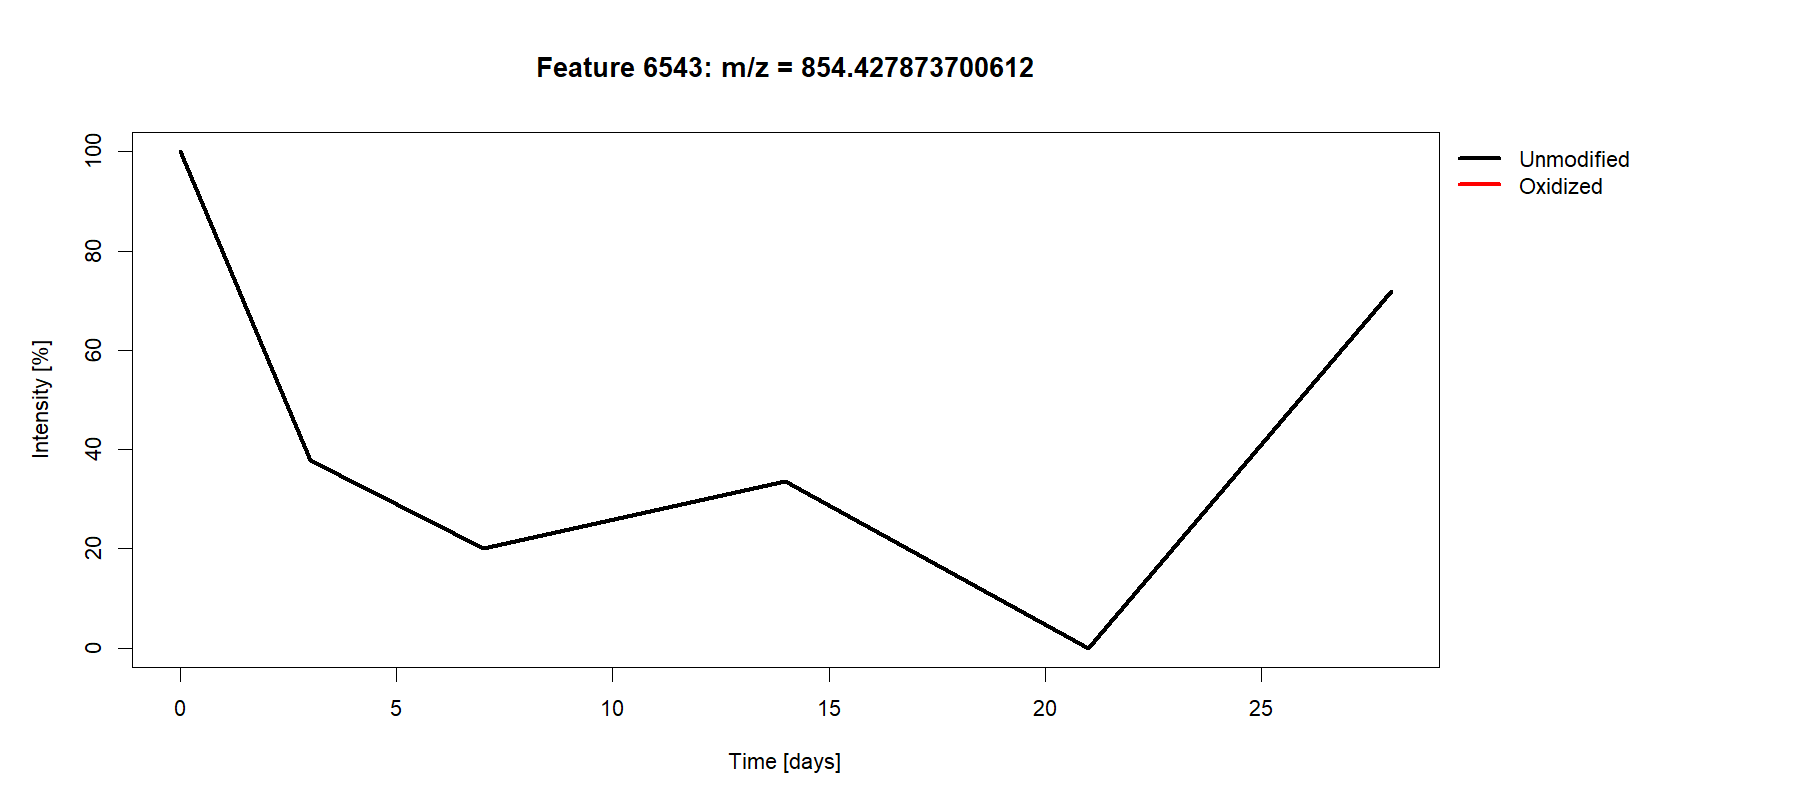 Feature 6543: m/z = 854.427873700612
Unmodified
Oxidized
Intensity [%]
100
80
60
40
20
0
0 5 10 15 20 25
Time [days]